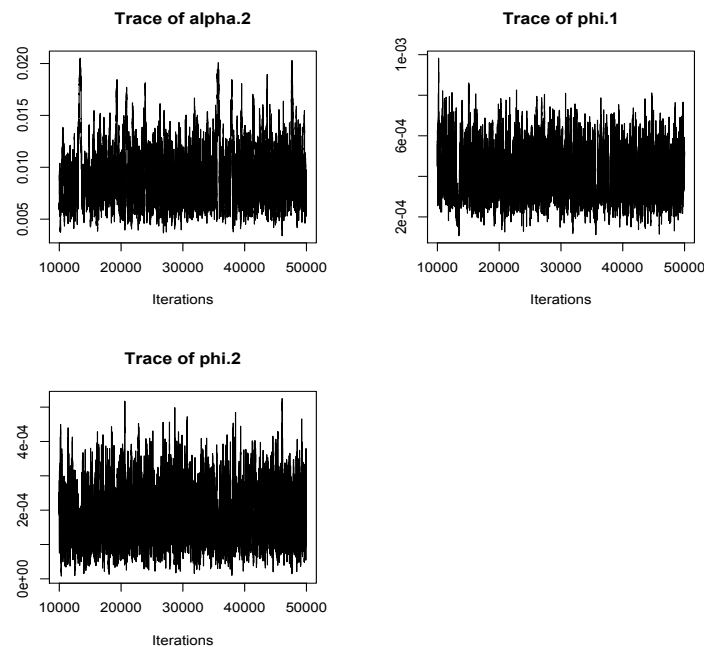 Trace of alpha.2
0.005 0.010 0.015 0.020
10000 20000 30000 40000 50000
Iterations
Trace of phi.1
2e-04 6e-04 1e-03
10000 20000 30000 40000 50000
Iterations
Trace of phi.2
0e+00 2e-04 4e-04
10000 20000 30000 40000 50000
Iterations